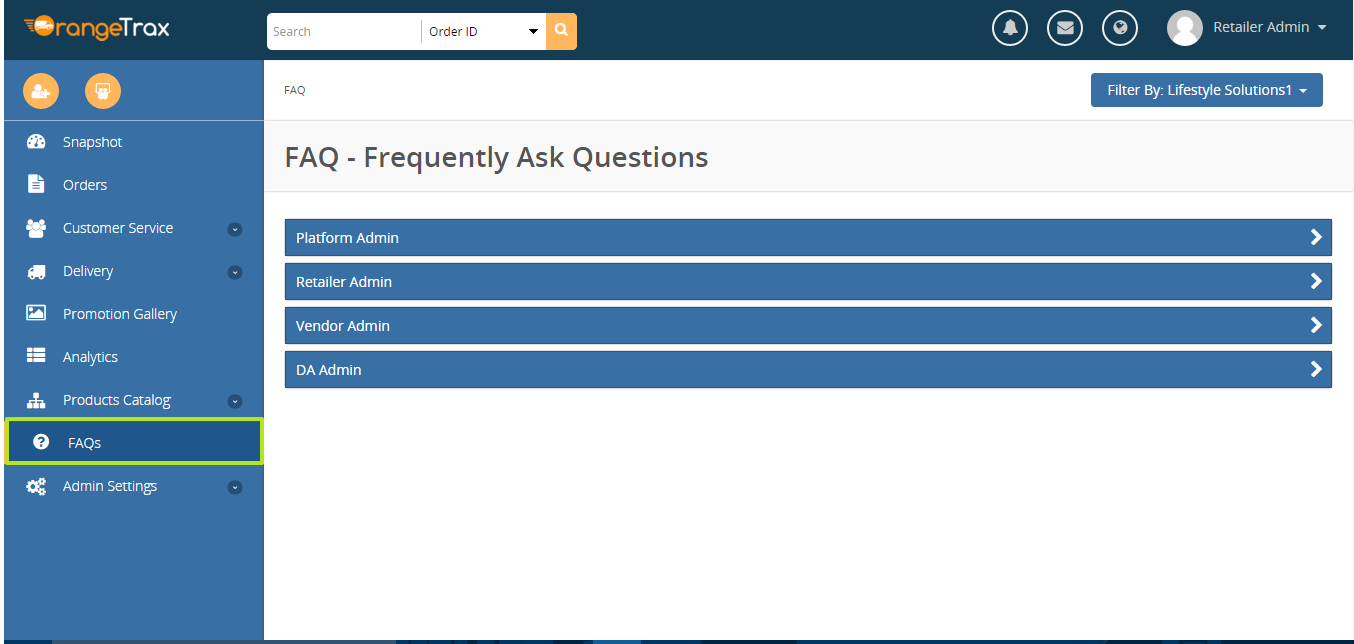 OrangeTrax
Search
Order ID
Retailer Admin
FAQ
Filter By: Lifestyle Solutions1
Snapshot
Orders
Customer Service
Delivery
Promotion Gallery
Analytics
Products Catalog
FAQs
Admin Settings
FAQ - Frequently Ask Questions
Platform Admin
Retailer Admin
Vendor Admin
DA Admin